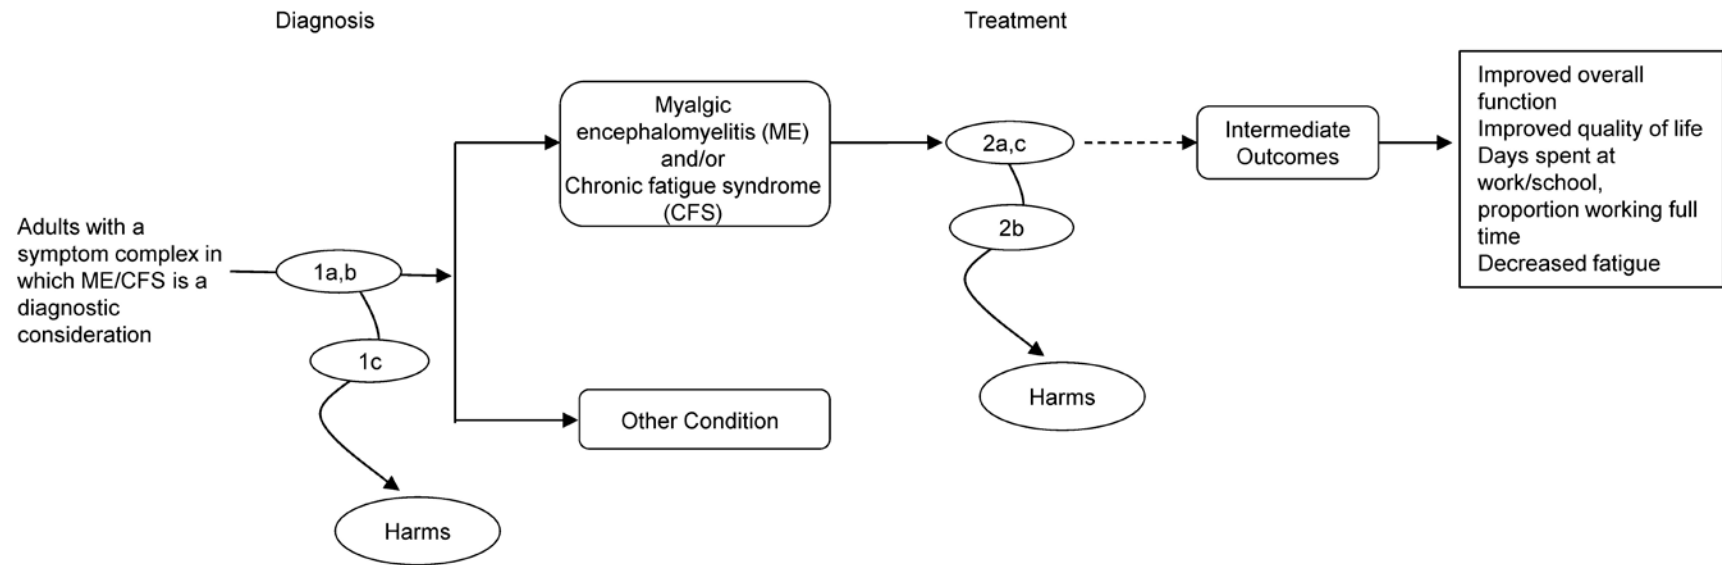 Diagnosis
Treatment
Adults with a
symptom complex in
which ME/CFS is a
diagnostic
consideration
1a,b
1c
Harms
Myalgic
encephalomyelitis (ME)
and/or
Chronic fatigue syndrome
(CFS)
Other Condition
2a,c
2b
Harms
Intermediate
Outcomes
Improved overall
function
Improved quality of life
Days spent at
work/school,
proportion working full
time
Decreased fatigue